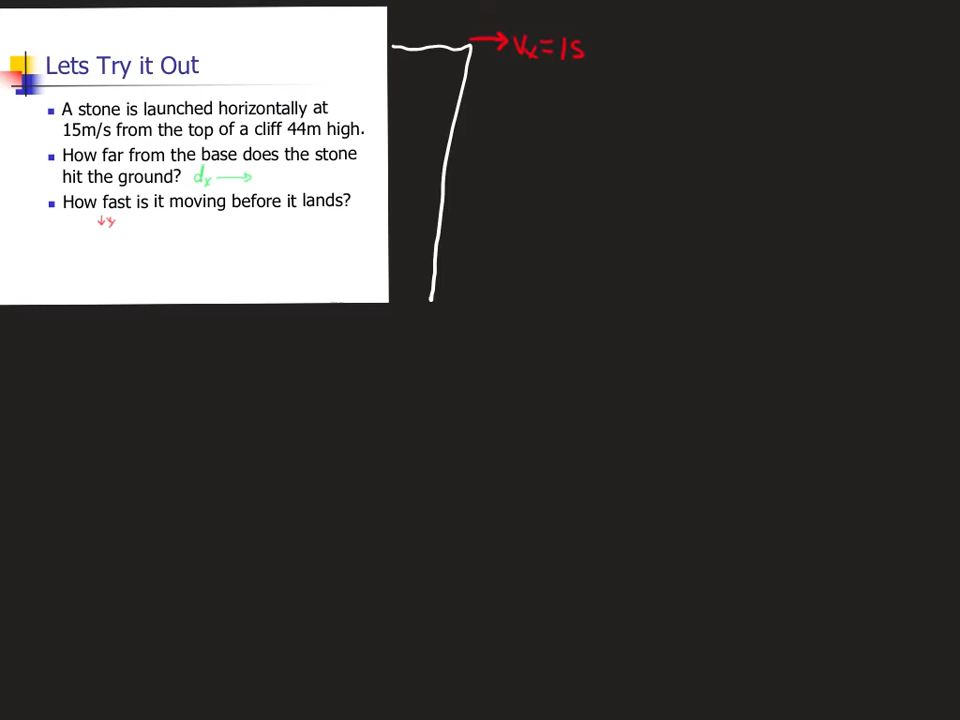 Lets Try it Out
A stone is launched horizontally at
15m/s from the top of a cliff 44m high.
How far from the base does the stone
hit the ground? dx
How fast is it moving before it lands?
Vx = 15